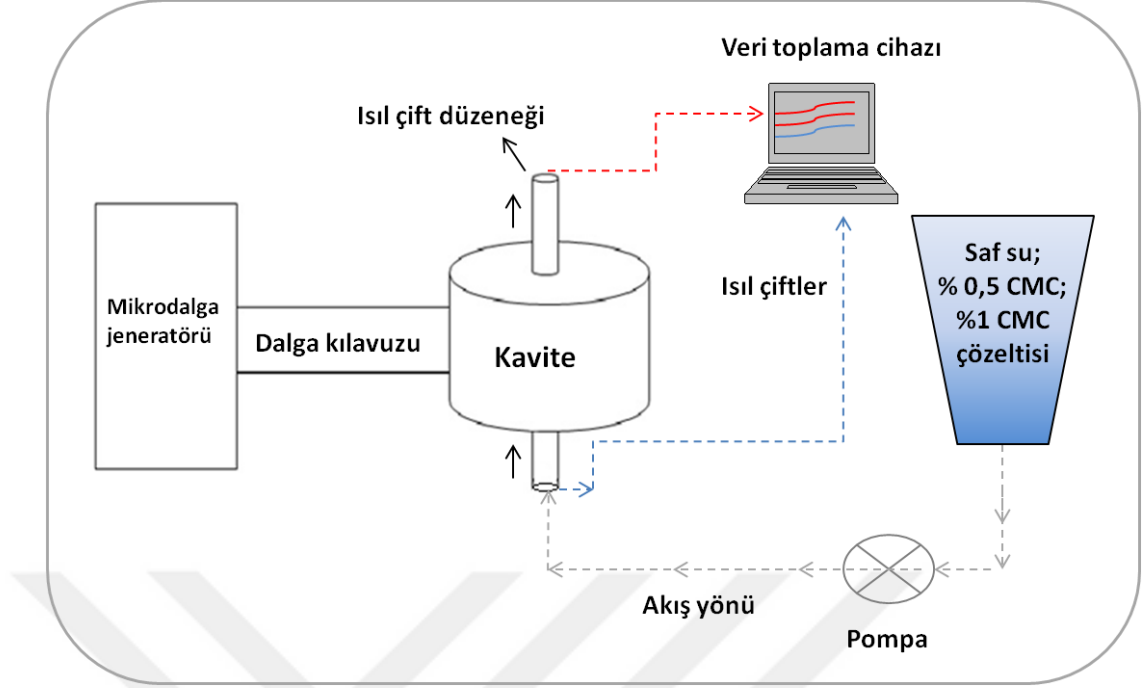 Veri toplama cihazı
Isıl çift düzeneği
Mikrodalga
jeneratörü
Dalga kılavuzu
Kavite
Isıl çiftler
Saf su;
% 0,5 CMC;
%1 CMC
çözeltisi
Akış yönü
Pompa